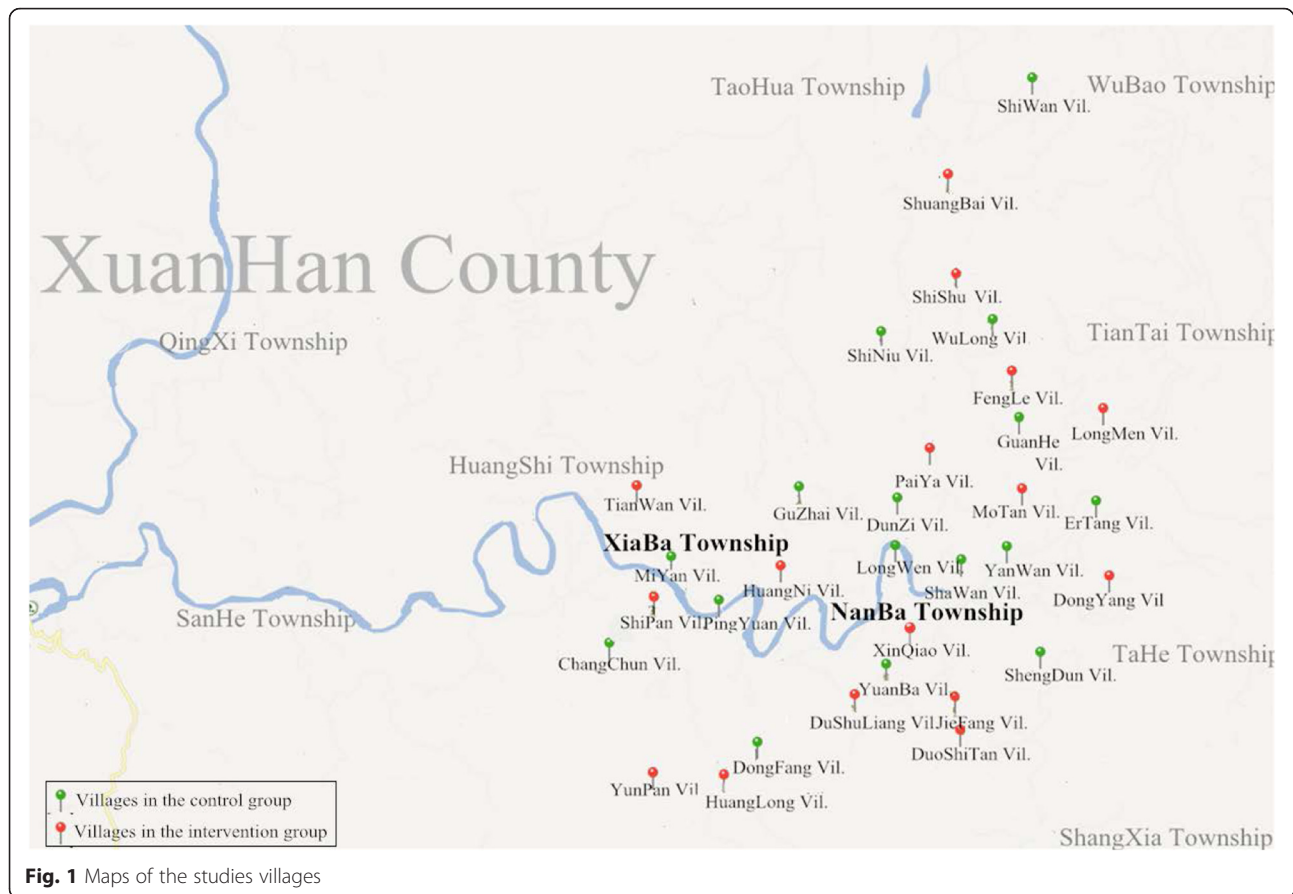 TaoHua Township
WuBao Township
ShiWan Vil.
ShuangBai Vil.
XuanHan County
ShiShu Vil.
QingXi Township
WuLong Vil
TianTai Township
ShiNiu Vil.
FengLe Vil.
LongMen Vil.
GuanHe
Vil.
HuangShi Township
PaiYa Vil.
TianWan Vil.
GuZhai Vil.
DunZi Vil.
MoTan Vil.
ErTang Vil.
XiaBa Township
MiYan Vil.
HuangNi Vil.
LongWen Vil.
ShaWan Vil.
YanWan Vil.
DongYang Vil
SanHe Township
ShiPan Vil
PingYuan Vil.
NanBa Township
XinQiao Vil.
ChangChun Vil.
ShengDun Vil.
TaHe Township
YuanBa Vil.
DuShuLiang Vil
JieFang Vil.
DuoShiTan Vil.
DongFang Vil.
YunPan Vil
HuangLong Vil.
Villages in the control group
Villages in the intervention group
ShangXia Township
Fig. 1 Maps of the studies villages